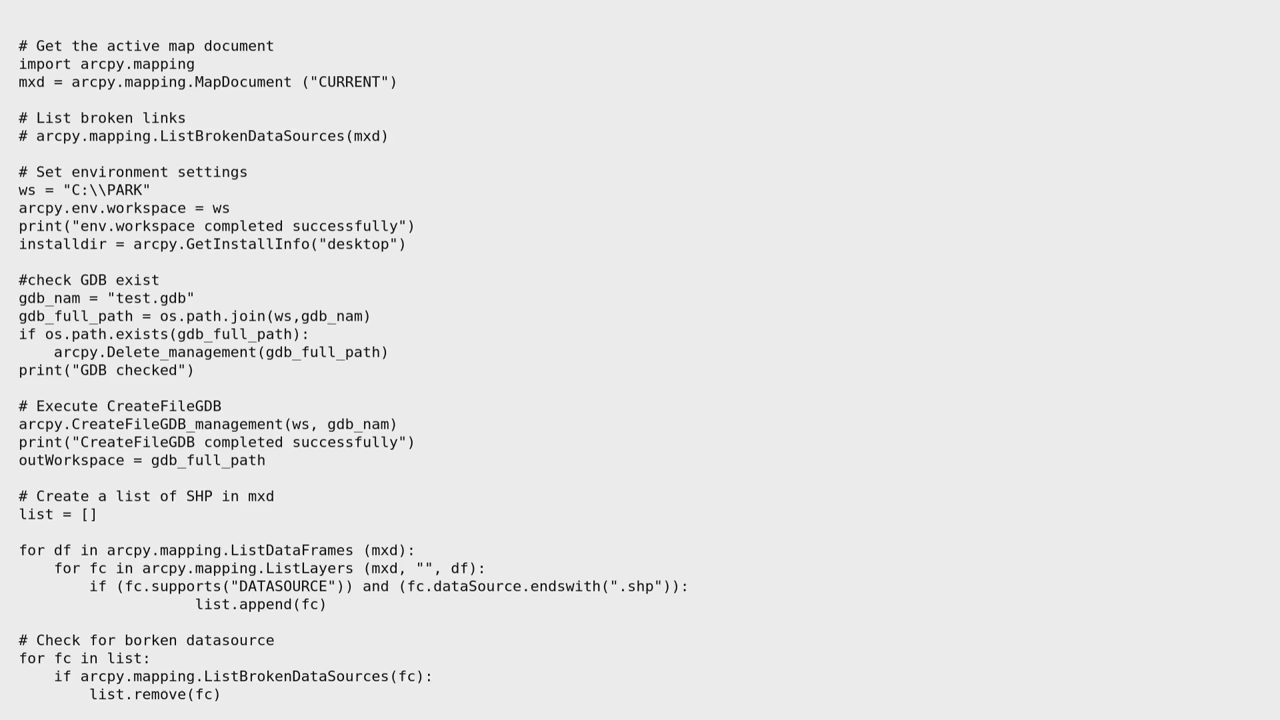 # Get the active map document
import arcpy.mapping
mxd = arcpy.mapping.MapDocument ("CURRENT")

# List broken links
# arcpy.mapping.ListBrokenDataSources(mxd)

# Set environment settings
ws = "C:\\PARK"
arcpy.env.workspace = ws
print("env.workspace completed successfully")
installdir = arcpy.GetInstallInfo("desktop")

#check GDB exist
gdb_nam = "test.gdb"
gdb_full_path = os.path.join(ws,gdb_nam)
if os.path.exists(gdb_full_path):
    arcpy.Delete_management(gdb_full_path)
print("GDB checked")

# Execute CreateFileGDB
arcpy.CreateFileGDB_management(ws, gdb_nam)
print("CreateFileGDB completed successfully")
outWorkspace = gdb_full_path

# Create a list of SHP in mxd
list = []

for df in arcpy.mapping.ListDataFrames (mxd):
    for fc in arcpy.mapping.ListLayers (mxd, "", df):
        if (fc.supports("DATASOURCE")) and (fc.dataSource.endswith(".shp")):
                    list.append(fc)

# Check for borken datasource
for fc in list:
    if arcpy.mapping.ListBrokenDataSources(fc):
        list.remove(fc)